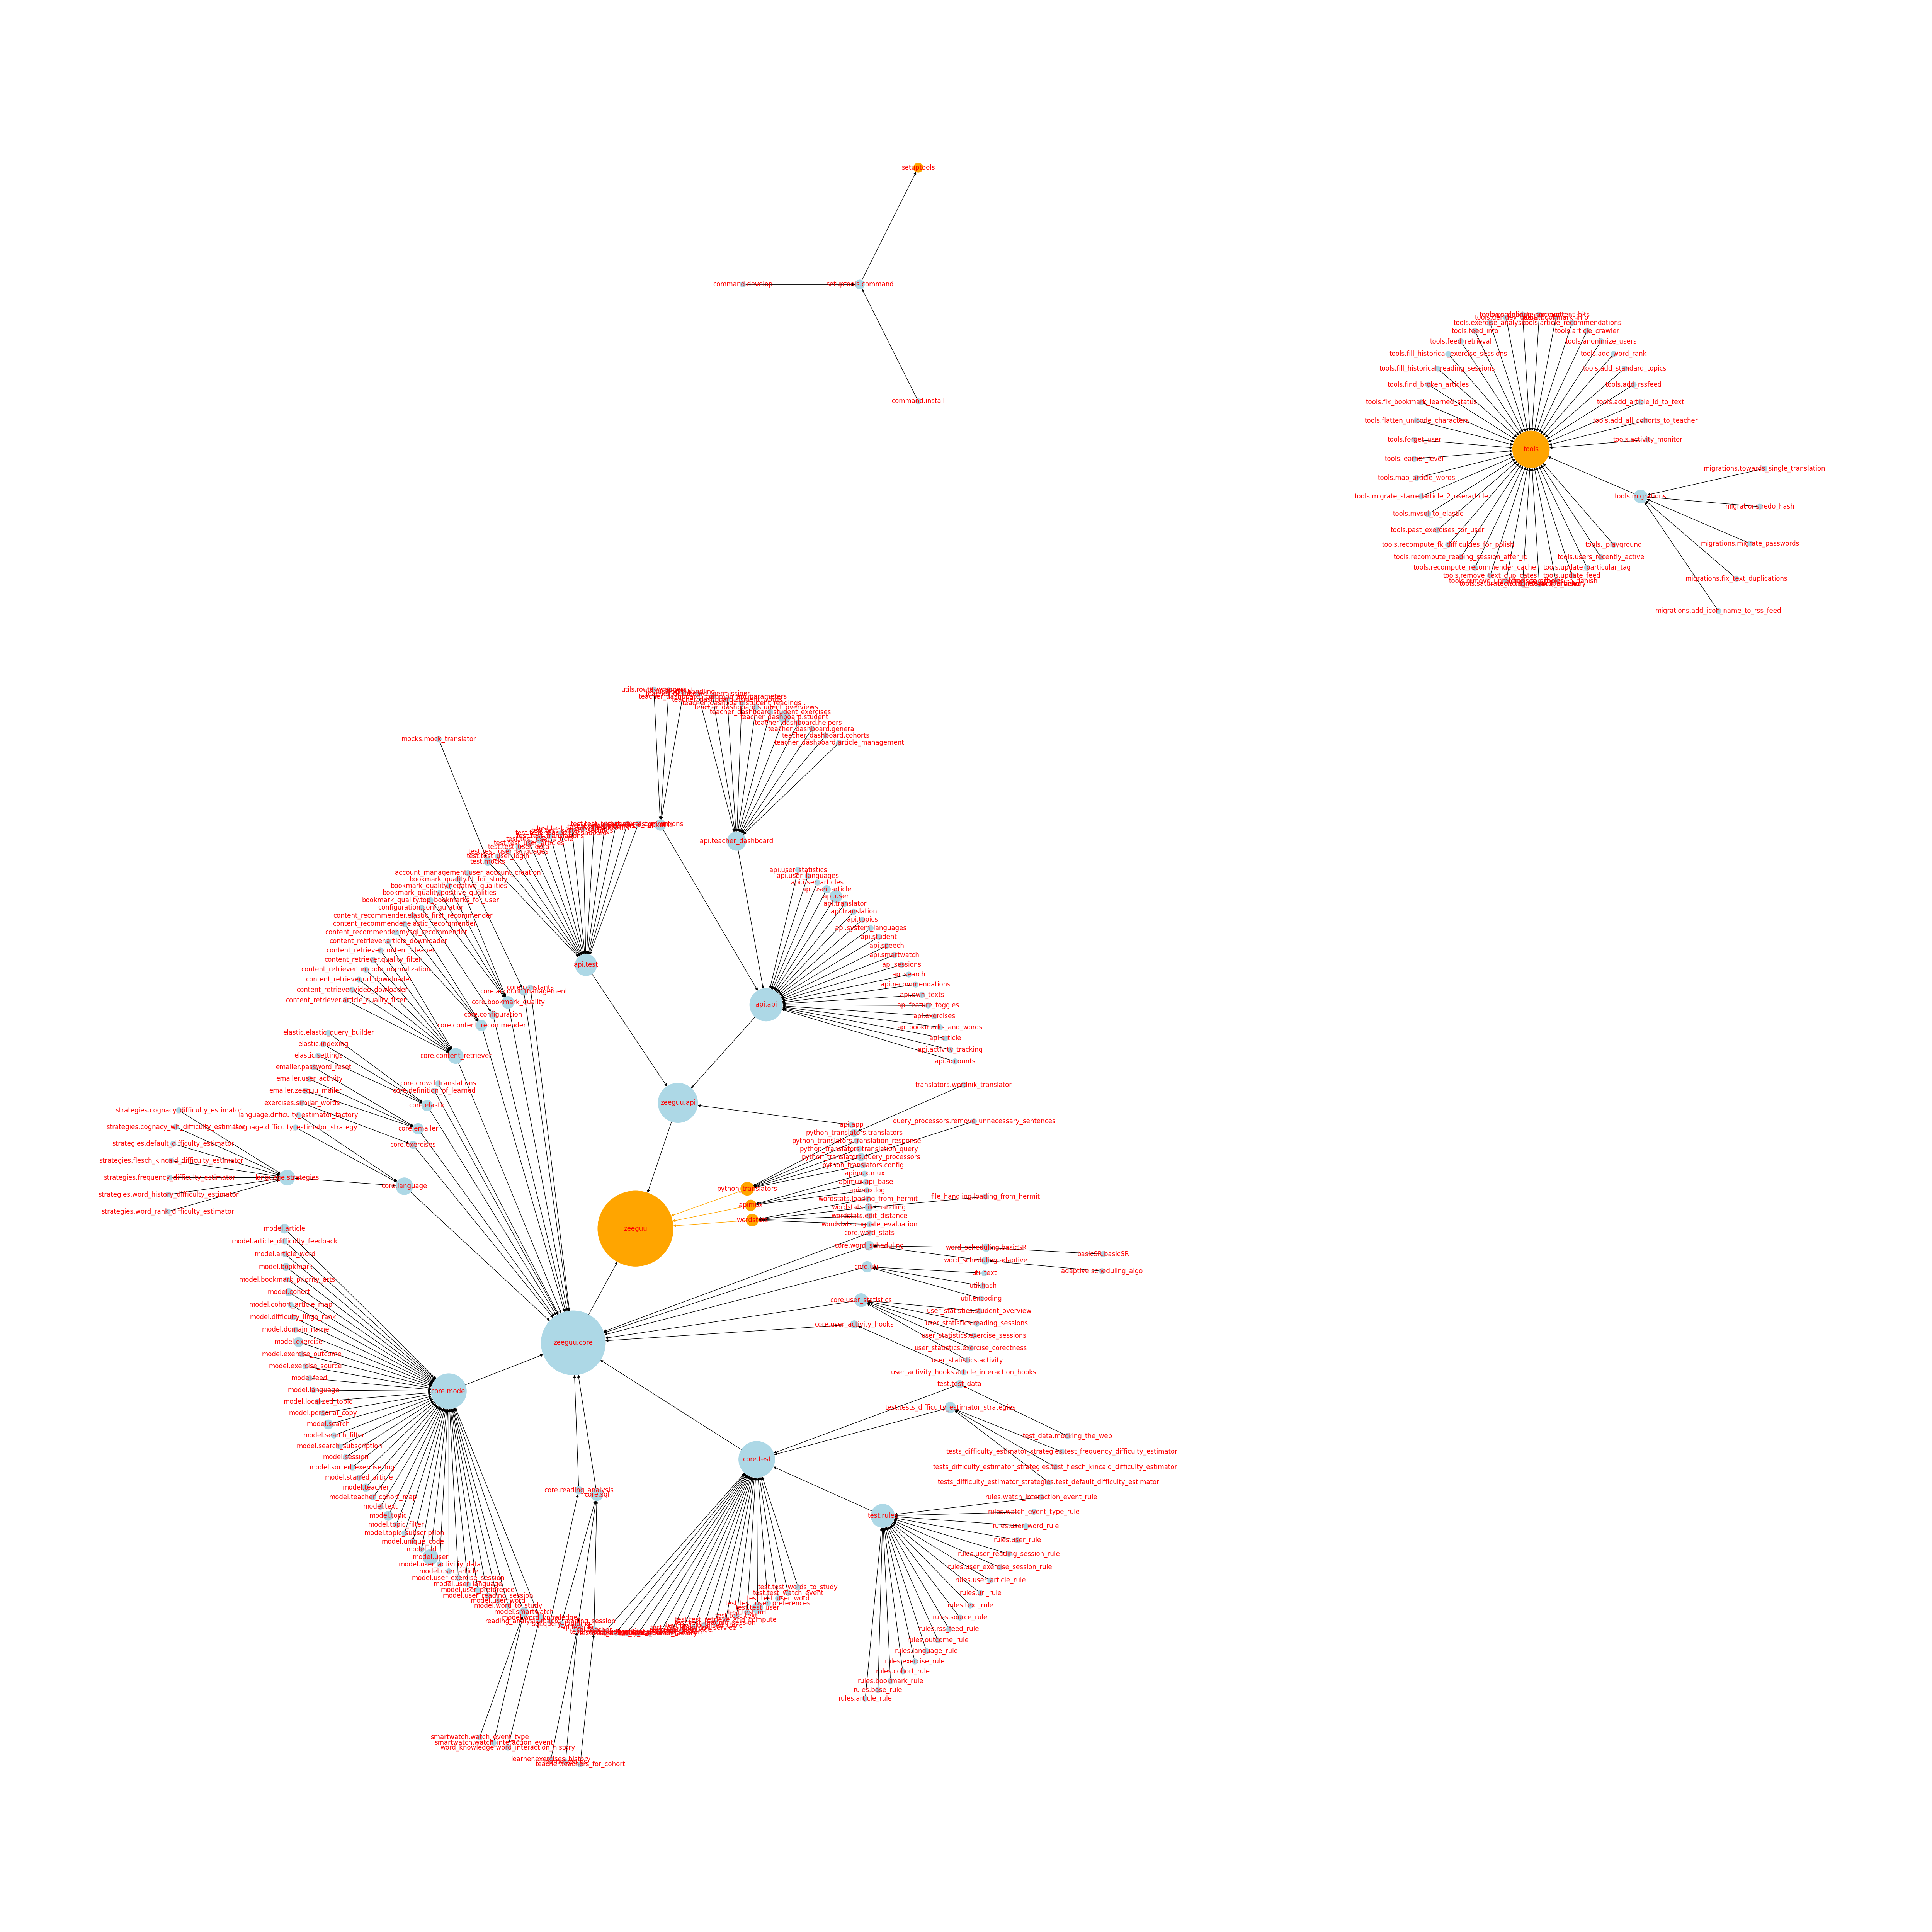 setuptools
command.develop
setuptools.command
command.install
tools.article_recommendations
tools.feed_info
tools.article_crawler
tools.feed_retrieval
tools.anonimize_users
tools.fill_historical_exercise_sessions
tools.add_word_rank
tools.fill_historical_reading_sessions
tools.add_standard_topics
tools.find_broken_articles
tools.add_rssfeed
tools.fix_bookmark_learned_status
tools.add_article_id_to_text
tools.flatten_unicode_characters
tools.add_all_cohorts_to_teacher
tools.forget_user
tools.activity_monitor
tools
tools.learner_level
migrations.towards_single_translation
tools.map_article_words
tools.migrate_starredarticle_2_userarticle
tools.migrations
migrations.redo_hash
tools.mysql_to_elastic
tools.past_exercises_for_user
tools.recompute_fk_difficulties_for_polish
tools._playground
migrations.migrate_passwords
tools.recompute_reading_session_after_id
tools.users_recently_active
tools.recompute_recommender_cache
tools.update_particular_tag
tools.remove_text_duplicates
tools.update_feed
migrations.fix_text_duplications
migrations.add_icon_name_to_rss_feed
teacher_dashboard.student_overviews
teacher_dashboard.student_exercises
teacher_dashboard.student
teacher_dashboard.helpers
teacher_dashboard.general
teacher_dashboard.cohorts
teacher_dashboard.article_management
mocks.mock_translator
api.teacher_dashboard
test.test_user_languages
test.test_user_login
test.mocks
account_management.user_account_creation
bookmark_quality.fit_for_study
bookmark_quality.negative_qualities
bookmark_quality.positive_qualities
bookmark_quality.top_bookmarks_for_user
configuration.configuration
content_recommender.elastic_first_recommender
content_recommender.elastic_recommender
content_recommender.mysql_recommender
content_retriever.article_downloader
content_retriever.content_cleaner
content_retriever.quality_filter
content_retriever.unicode_normalization
content_retriever.url_downloader
content_retriever.video_dowloader
content_retriever.article_quality_filter
api.test
api.user_statistics
api.user_languages
api.user_articles
api.user_article
api.user
api.translator
api.translation
api.topics
api.system_languages
api.student
api.speech
api.smartwatch
api.sessions
api.search
api.recommendations
api.own_texts
api.feature_toggles
api.exercises
api.bookmarks_and_words
api.article
api.activity_tracking
api.accounts
api.api
core.constants
core.account_management
core.bookmark_quality
core.configuration
core.content_recommender
core.content_retriever
elastic.elastic_query_builder
elastic.indexing
elastic.settings
emailer.password_reset
emailer.user_activity
emailer.zeeguu_mailer
exercises.similar_words
language.difficulty_estimator_factory
language.difficulty_estimator_strategy
core.crowd_translations
core.definition_of_learned
core.elastic
core.emailer
core.exercises
zeeguu.api
strategies.cognacy_difficulty_estimator
strategies.cognacy_wh_difficulty_estimator
strategies.default_difficulty_estimator
strategies.flesch_kincaid_difficulty_estimator
strategies.frequency_difficulty_estimator
strategies.word_history_difficulty_estimator
strategies.word_rank_difficulty_estimator
language.strategies
core.language
translators.wordnik_translator
query_processors.remove_unnecessary_sentences
api.app
python_translators.translators
python_translators.translation_response
python_translators.translation_query
python_translators.query_processors
python_translators.config
apimux.mux
apimux.api_base
apimux.log
wordstats.loading_from_hermit
wordstats.file_handling
wordstats.edit_distance
wordstats.cognate_evaluation
file_handling.loading_from_hermit
python_translators
apimux
wordstats
zeeguu
core.word_stats
core.word_scheduling
word_scheduling.basicSR
basicSR.basicSR
word_scheduling.adaptive
adaptive.scheduling_algo
core.util
util.text
util.hash
util.encoding
core.user_statistics
user_statistics.student_overview
user_statistics.reading_sessions
user_statistics.exercise_sessions
user_statistics.exercise_corectness
user_statistics.activity
core.user_activity_hooks
user_activity_hooks.article_interaction_hooks
zeeguu.core
model.article
model.article_difficulty_feedback
model.article_word
model.bookmark
model.bookmark_priority_arts
model.cohort
model.cohort_article_map
model.difficulty_lingo_rank
model.domain_name
model.exercise
model.exercise_outcome
model.exercise_source
model.feed
model.language
model.localized_topic
model.personal_copy
model.search
model.search_filter
model.search_subscription
model.session
model.sorted_exercise_log
model.starred_article
model.teacher
model.teacher_cohort_map
model.text
model.topic
model.topic_filter
model.topic_subscription
model.unique_code
model.url
model.user
model.user_activitiy_data
model.user_article
model.user_exercise_session
model.user_language
model.user_preference
model.user_reading_session
model.user_word
model.word_to_study
model.smartwatch
model.word_knowledge
core.model
test.test_data
test.tests_difficulty_estimator_strategies
test_data.mocking_the_web
tests_difficulty_estimator_strategies.test_frequency_difficulty_estimator
tests_difficulty_estimator_strategies.test_flesch_kincaid_difficulty_estimator
tests_difficulty_estimator_strategies.test_default_difficulty_estimator
core.test
core.reading_analysis
core.sql
test.rules
rules.watch_interaction_event_rule
rules.watch_event_type_rule
rules.user_word_rule
rules.user_rule
rules.user_reading_session_rule
rules.user_exercise_session_rule
rules.user_article_rule
rules.url_rule
rules.text_rule
rules.source_rule
rules.rss_feed_rule
rules.outcome_rule
rules.language_rule
rules.exercise_rule
rules.cohort_rule
rules.bookmark_rule
rules.base_rule
rules.article_rule
test.test_words_to_study
test.test_watch_event
test.test_user_word
test.test_user_preferences
test.test_user
test.test_url
smartwatch.watch_event_type
smartwatch.watch_interaction_event
word_knowledge.word_interaction_history
learner.exercises_history
teacher.teachers_for_cohort